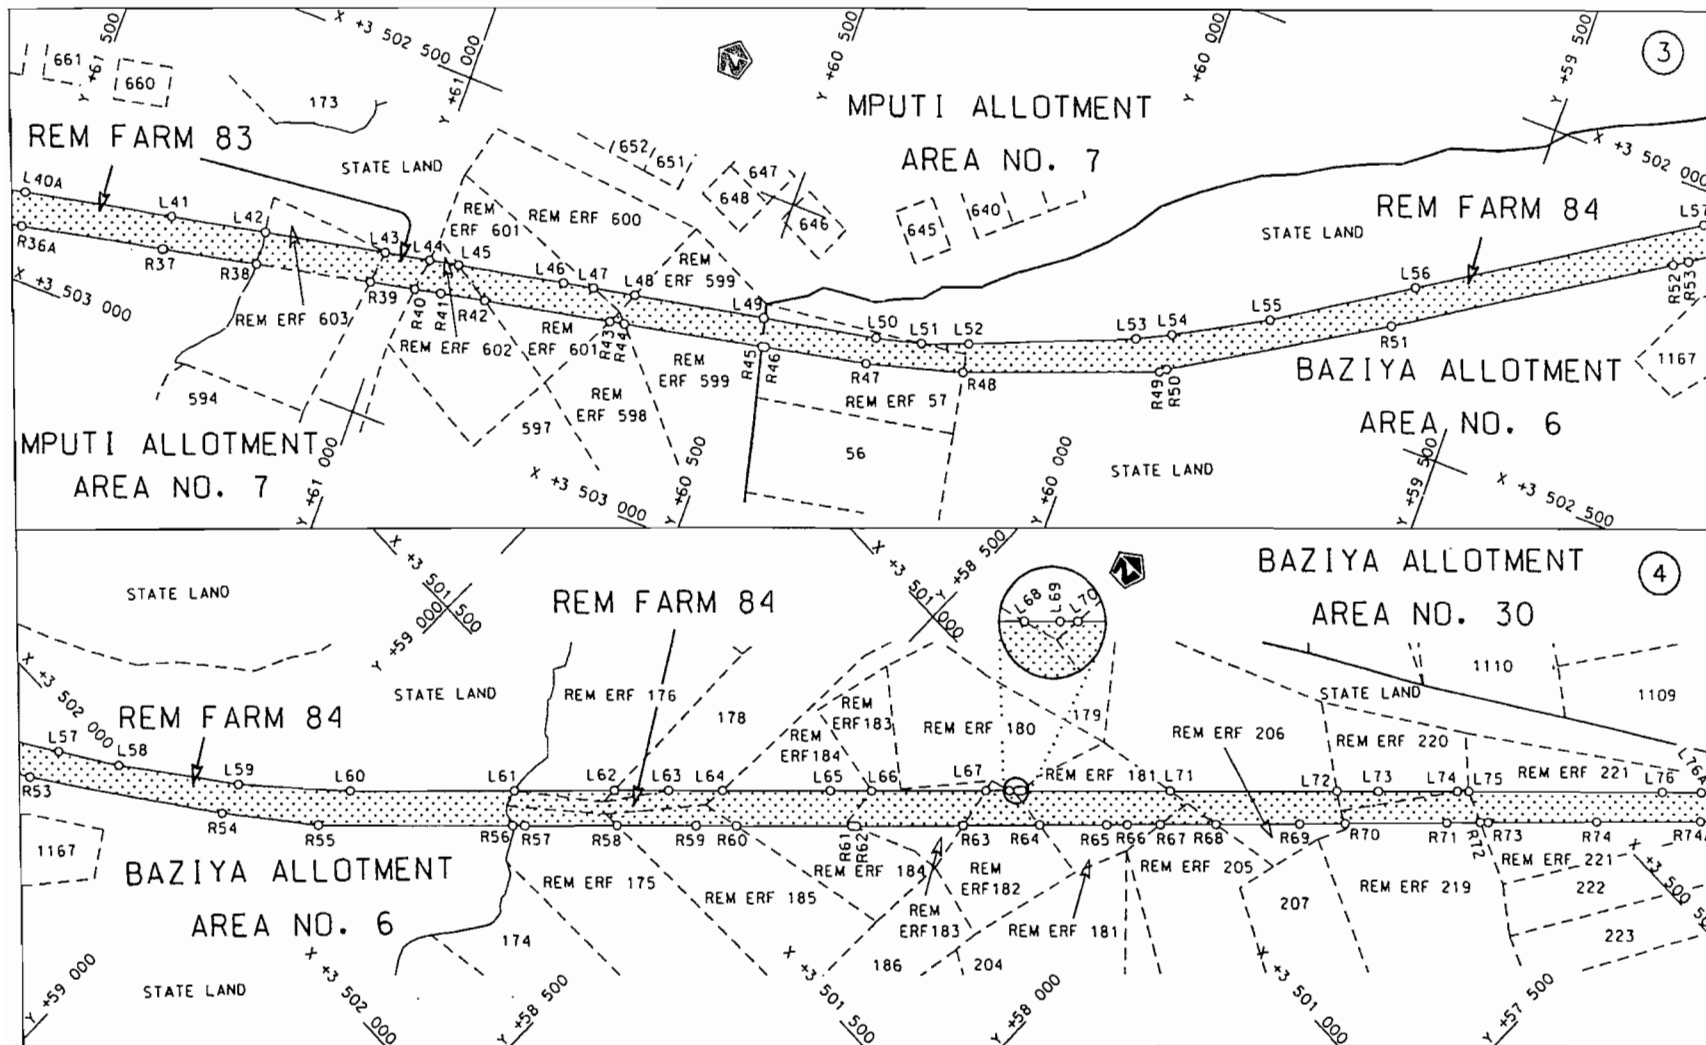 Y +61 500
X +3 502 500
Y +61 000
Y +60 500
Y +60 000
Y +59 500
3
661
660
173
REM FARM 83
STATE LAND
652
651
647
648
646
MPUTI ALLOTMENT
AREA NO. 7
645
640
X +3 502 000
REM FARM 84
STATE LAND
L40A
L41
L42
L43
L44
L45
L46
L47
L48
L49
L50
L51
L52
L53
L54
L55
L56
L57
REM
ERF 601
REM ERF 600
REM
ERF 599
R36A
R37
R38
R39
R40
R41
R42
R43
R44
R45
R46
R47
R48
R49
R50
R51
R52
R53
X +3 503 000
REM ERF 603
REM ERF 602
REM
ERF 601
REM
ERF 599
REM
ERF 598
REM ERF 57
1167
594
597
56
BAZIYA ALLOTMENT
AREA NO. 6
MPUTI ALLOTMENT
AREA NO. 7
STATE LAND
Y +61 000
X +3 503 000
Y +60 500
Y +60 000
Y +59 500
X +3 502 500
STATE LAND
X +3 501 500
Y +59 000
X +3 501 000
Y +58 500
BAZIYA ALLOTMENT
AREA NO. 30
4
L68
L69
L70
REM FARM 84
X +3 502 000
STATE LAND
REM ERF 176
178
REM
ERF183
REM
ERF184
REM ERF 180
179
REM ERF 206
STATE LAND
1110
1109
REM ERF 220
REM ERF 221
REM FARM 84
L57
L58
L59
L60
L61
L62
L63
L64
L65
L66
L67
REM ERF 181
L71
L72
L73
L74
L75
L76
L76A
R53
R54
R55
R56
R57
R58
R59
R60
R61
R62
R63
R64
R65
R66
R67
R68
R69
R70
R71
R72
R73
R74
R74A
1167
BAZIYA ALLOTMENT
AREA NO. 6
REM ERF 175
REM ERF 185
REM ERF 184
REM
ERF182
REM
ERF183
REM ERF 181
REM ERF 205
207
REM ERF 219
REM ERF 221
222
223
X +3 500 50
174
186
204
STATE LAND
Y +59 000
X +3 502 000
Y +58 500
X +3 501 500
Y +58 000
X +3 501 000
Y +57 500